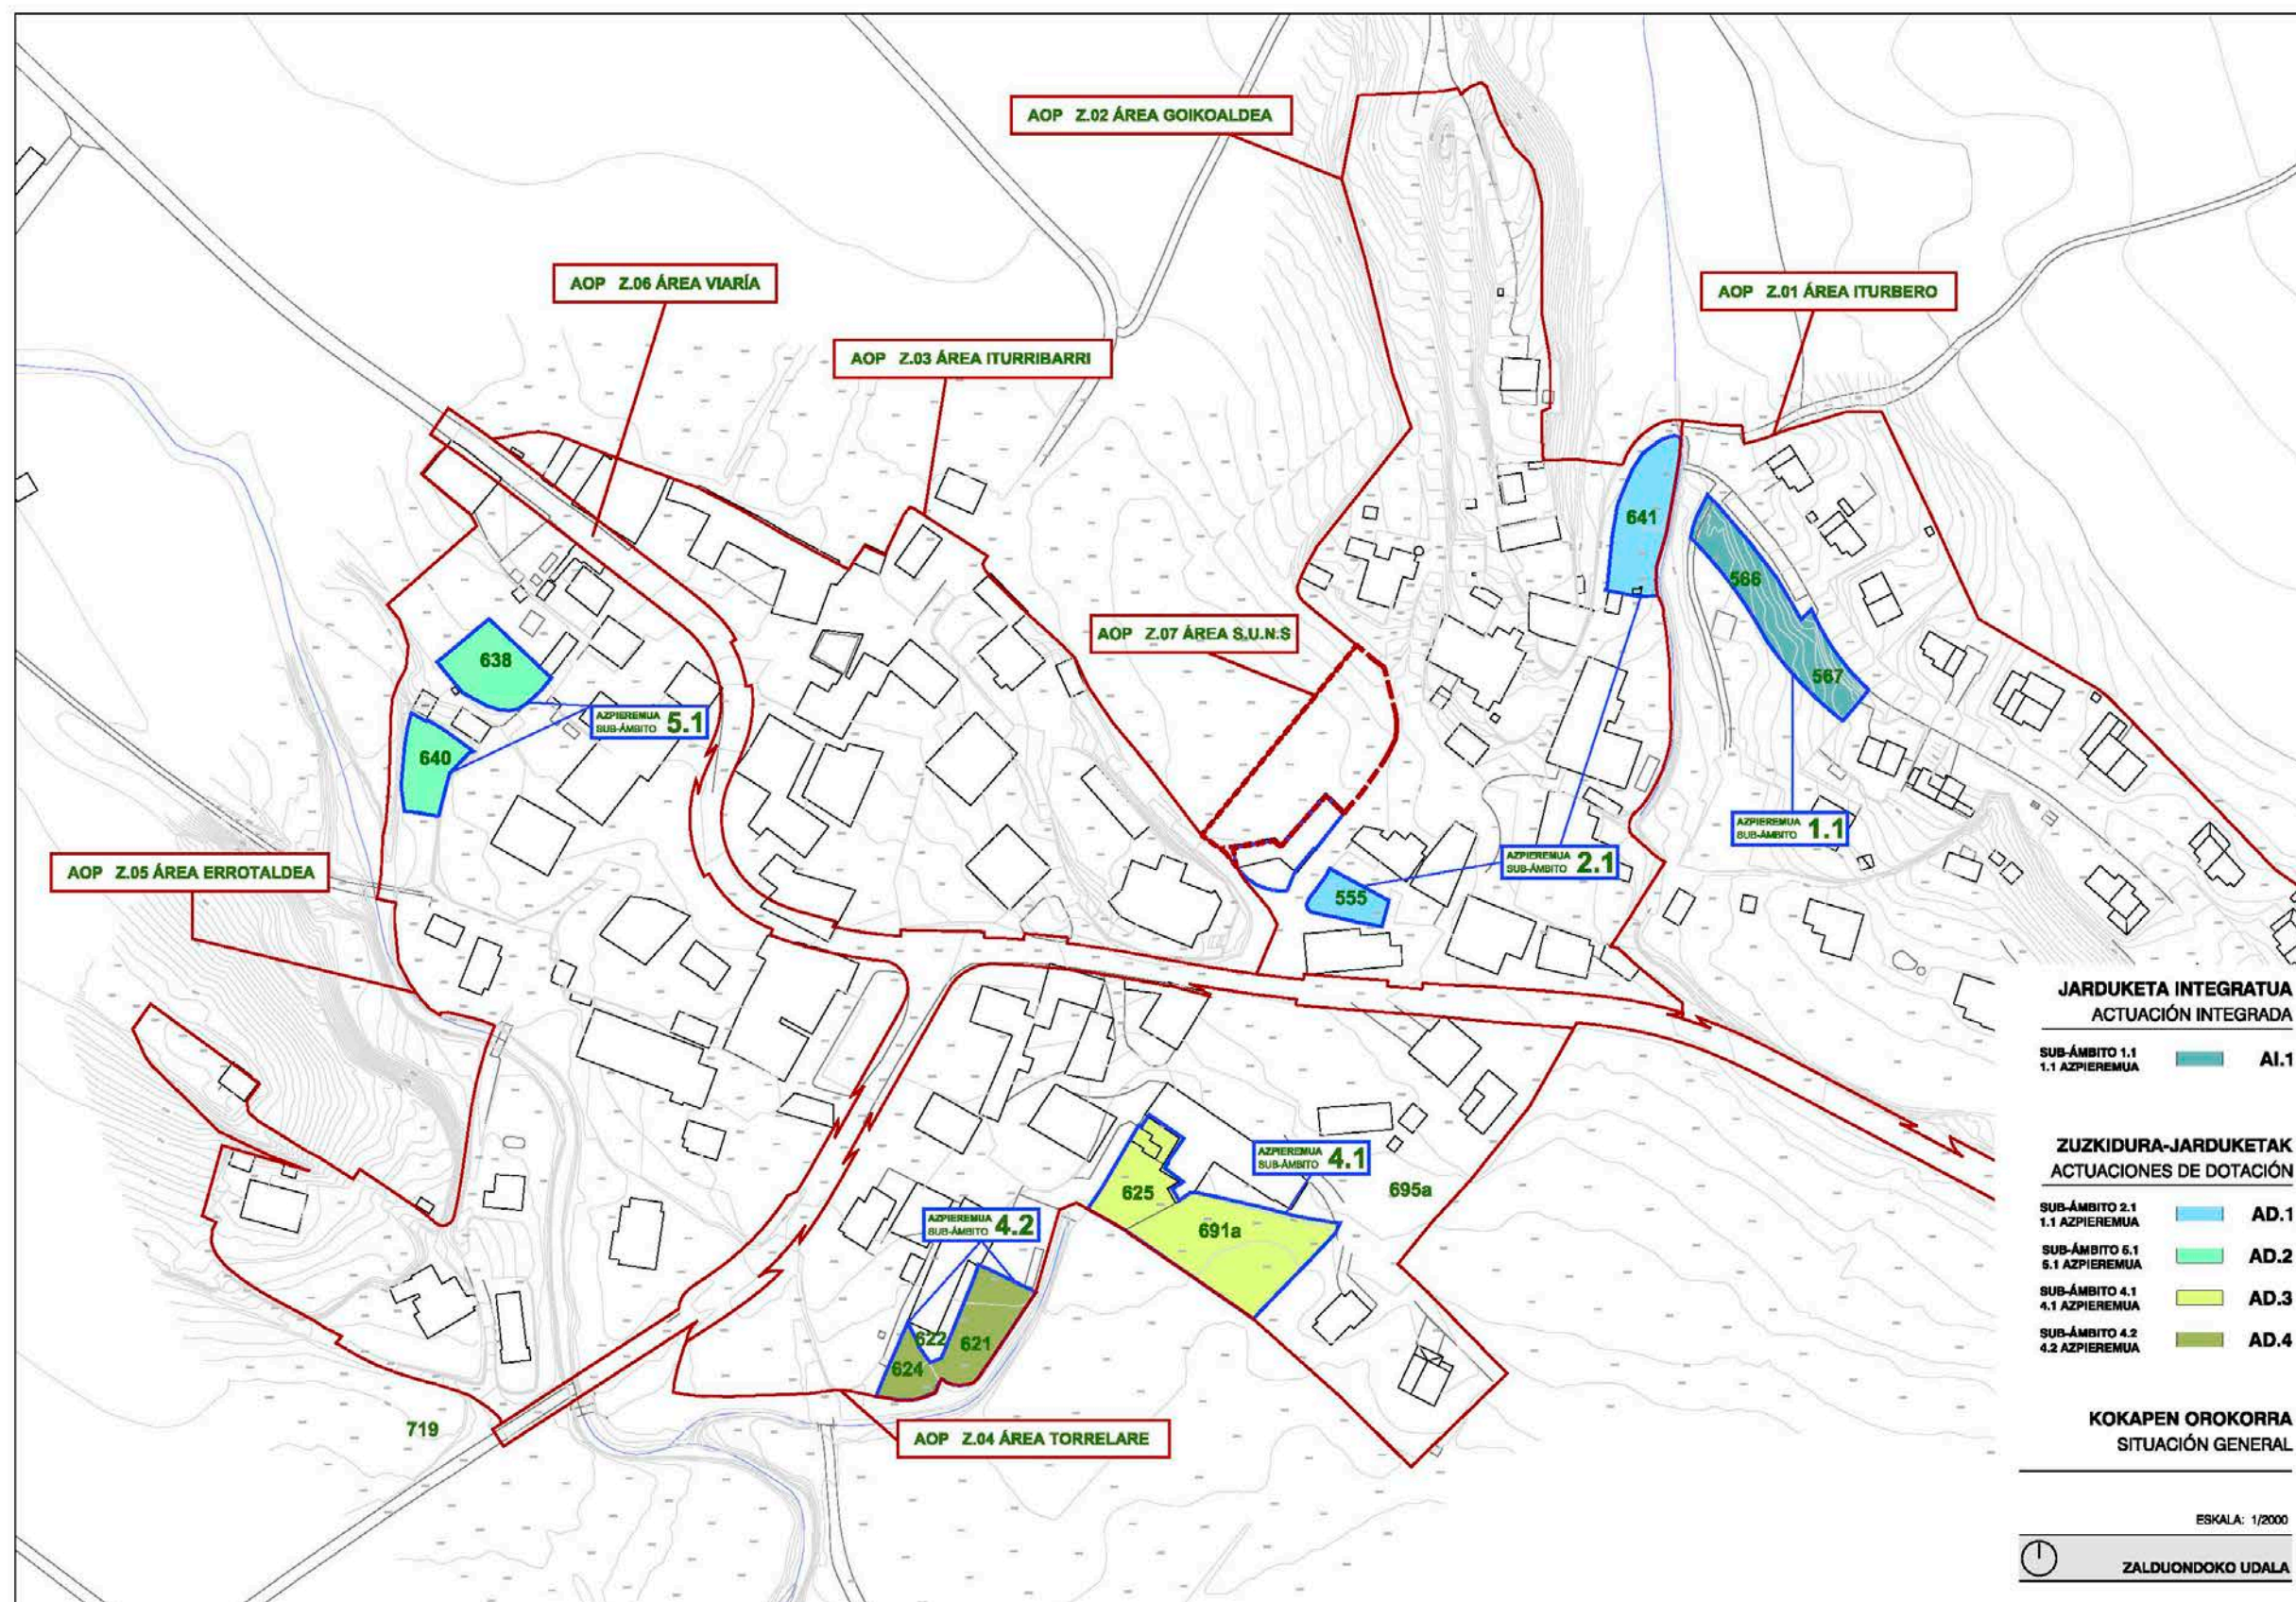 AOP Z.02 ÁREA GOIKOALDEA
AOP Z.06 ÁREA VIARÍA
AOP Z.01 ÁREA ITURBERO
AOP Z.03 ÁREA ITURRIBARRI
641
566
AOP Z.07 ÁREA S.U.N.S
638
567
AZPIEREMUA
SUB-ÁMBITO 5.1
640
AZPIEREMUA
SUB-ÁMBITO 1.1
AOP Z.05 ÁREA ERROTALDEA
AZPIEREMUA
SUB-ÁMBITO 2.1
555
AZPIEREMUA
SUB-ÁMBITO 4.1
625
695a
691a
AZPIEREMUA
SUB-ÁMBITO 4.2
622
621
624
719
AOP Z.04 ÁREA TORRELARE
JARDUKETA INTEGRATUA
ACTUACIÓN INTEGRADA
SUB-ÁMBITO 1.1
1.1 AZPIEREMUA
AI.1
ZUZKIDURA-JARDUKETAK
ACTUACIONES DE DOTACIÓN
SUB-ÁMBITO 2.1
1.1 AZPIEREMUA
AD.1
SUB-ÁMBITO 5.1
5.1 AZPIEREMUA
AD.2
SUB-ÁMBITO 4.1
4.1 AZPIEREMUA
AD.3
SUB-ÁMBITO 4.2
4.2 AZPIEREMUA
AD.4
KOKAPEN OROKORRA
SITUACIÓN GENERAL
ESKALA: 1/2000
ZALDUONDOKO UDALA